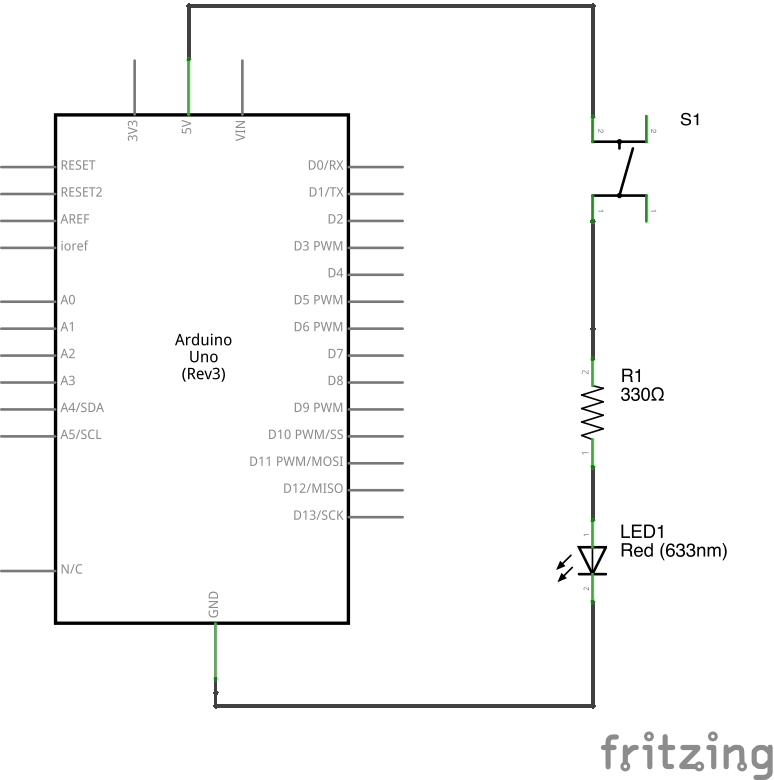 3V3
5V
VIN
RESET
RESET2
AREF
ioref
A0
A1
A2
A3
A4/SDA
A5/SCL
N/C
Arduino
Uno
(Rev3)
D0/RX
D1/TX
D2
D3 PWM
D4
D5 PWM
D6 PWM
D7
D8
D9 PWM
D10 PWM/SS
D11 PWM/MOSI
D12/MISO
D13/SCK
GND
S1
2
2
1
1
2
R1
330Ω
1
1
LED1
Red (633nm)
2
fritzing